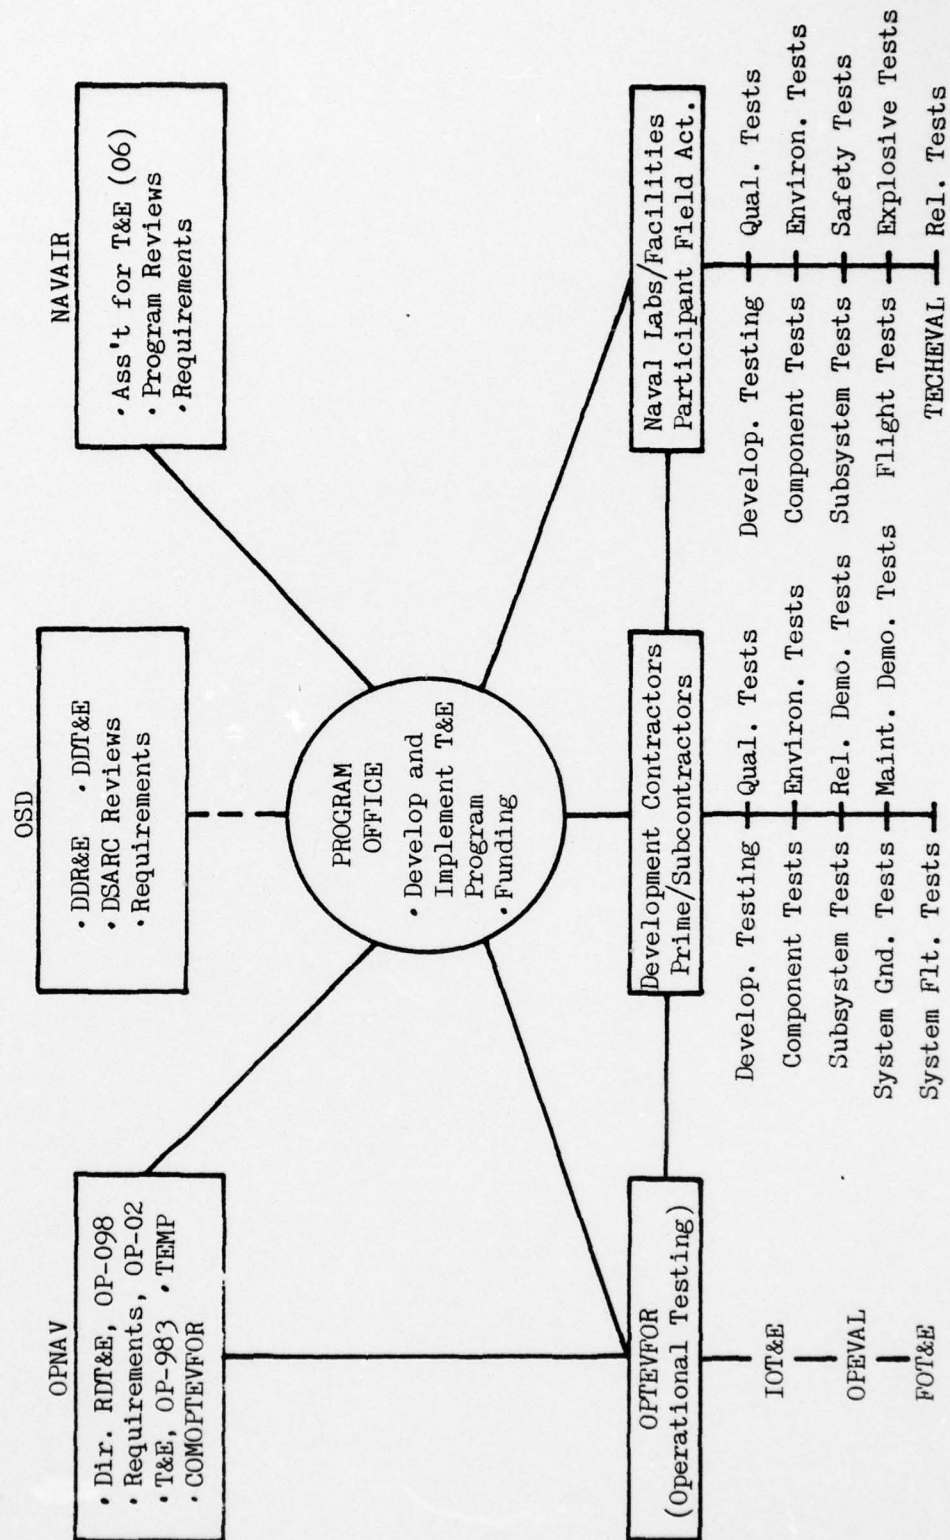 OPNAV
· Dir. RDT&E, OP-098
· Requirements, OP-02
· T&E, OP-983 · TEMP
· COMOPTEVFOR
OSD
· DDR&E · DDT&E
· DSARC Reviews
· Requirements
NAVAIR
· Ass't for T&E (06)
· Program Reviews
· Requirements
PROGRAM
OFFICE
· Develop and
Implement T&E
Program
· Funding
OPTEVFOR
(Operational Testing)
IOT&E
OPEVAL
FOT&E
Development Contractors
Prime/Subcontractors
Develop. Testing
Qual. Tests
Component Tests
Environ. Tests
Subsystem Tests
Rel. Demo. Tests
System Gnd. Tests
Maint. Demo. Tests
System Flt. Tests
Naval Labs/Facilities
Participant Field Act.
Develop. Testing
Qual. Tests
Component Tests
Environ. Tests
Subsystem Tests
Safety Tests
Flight Tests
Explosive Tests
TECHEVAL
Rel. Tests